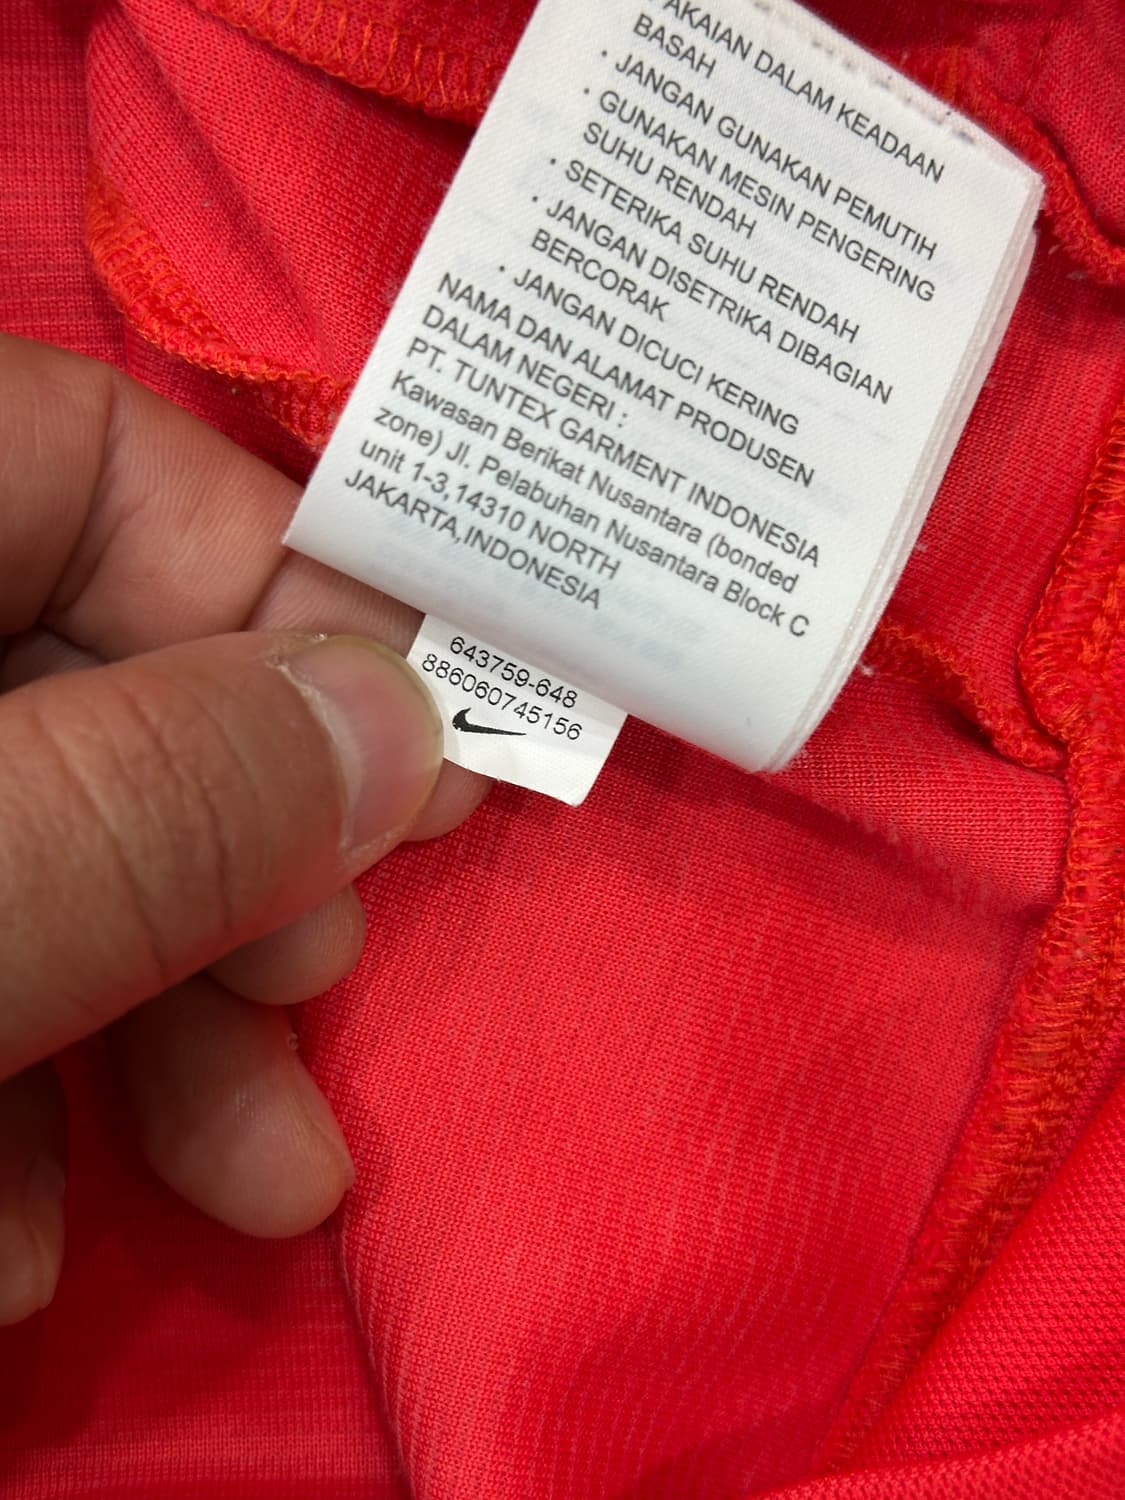 PAKAIAN DALAM KEADAAN
BASAH
· JANGAN GUNAKAN PEMUTIH
· GUNAKAN MESIN PENGERING
SUHU RENDAH
· SETERIKA SUHU RENDAH
· JANGAN DISETRIKA DIBAGIAN
BERCORAK
· JANGAN DICUCI KERING
NAMA DAN ALAMAT PRODUSEN
DALAM NEGERI :
PT. TUNTEX GARMENT INDONESIA
Kawasan Berikat Nusantara (bonded
zone) Jl. Pelabuhan Nusantara Block C
unit 1-3,14310 NORTH
JAKARTA,INDONESIA
643759-648
886060745156